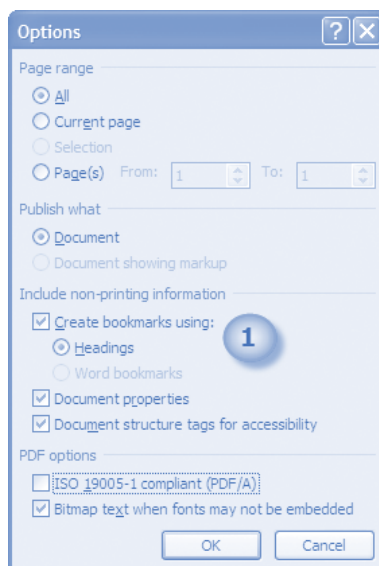 Options
Page range
All
Current page
Selection
Page(s) From: 1 To: 1
Publish what
Document
Document showing markup
Include non-printing information
Create bookmarks using:
1
Headings
Word bookmarks
Document properties
Document structure tags for accessibility
PDF options
ISO 19005-1 compliant (PDF/A)
Bitmap text when fonts may not be embedded
OK Cancel